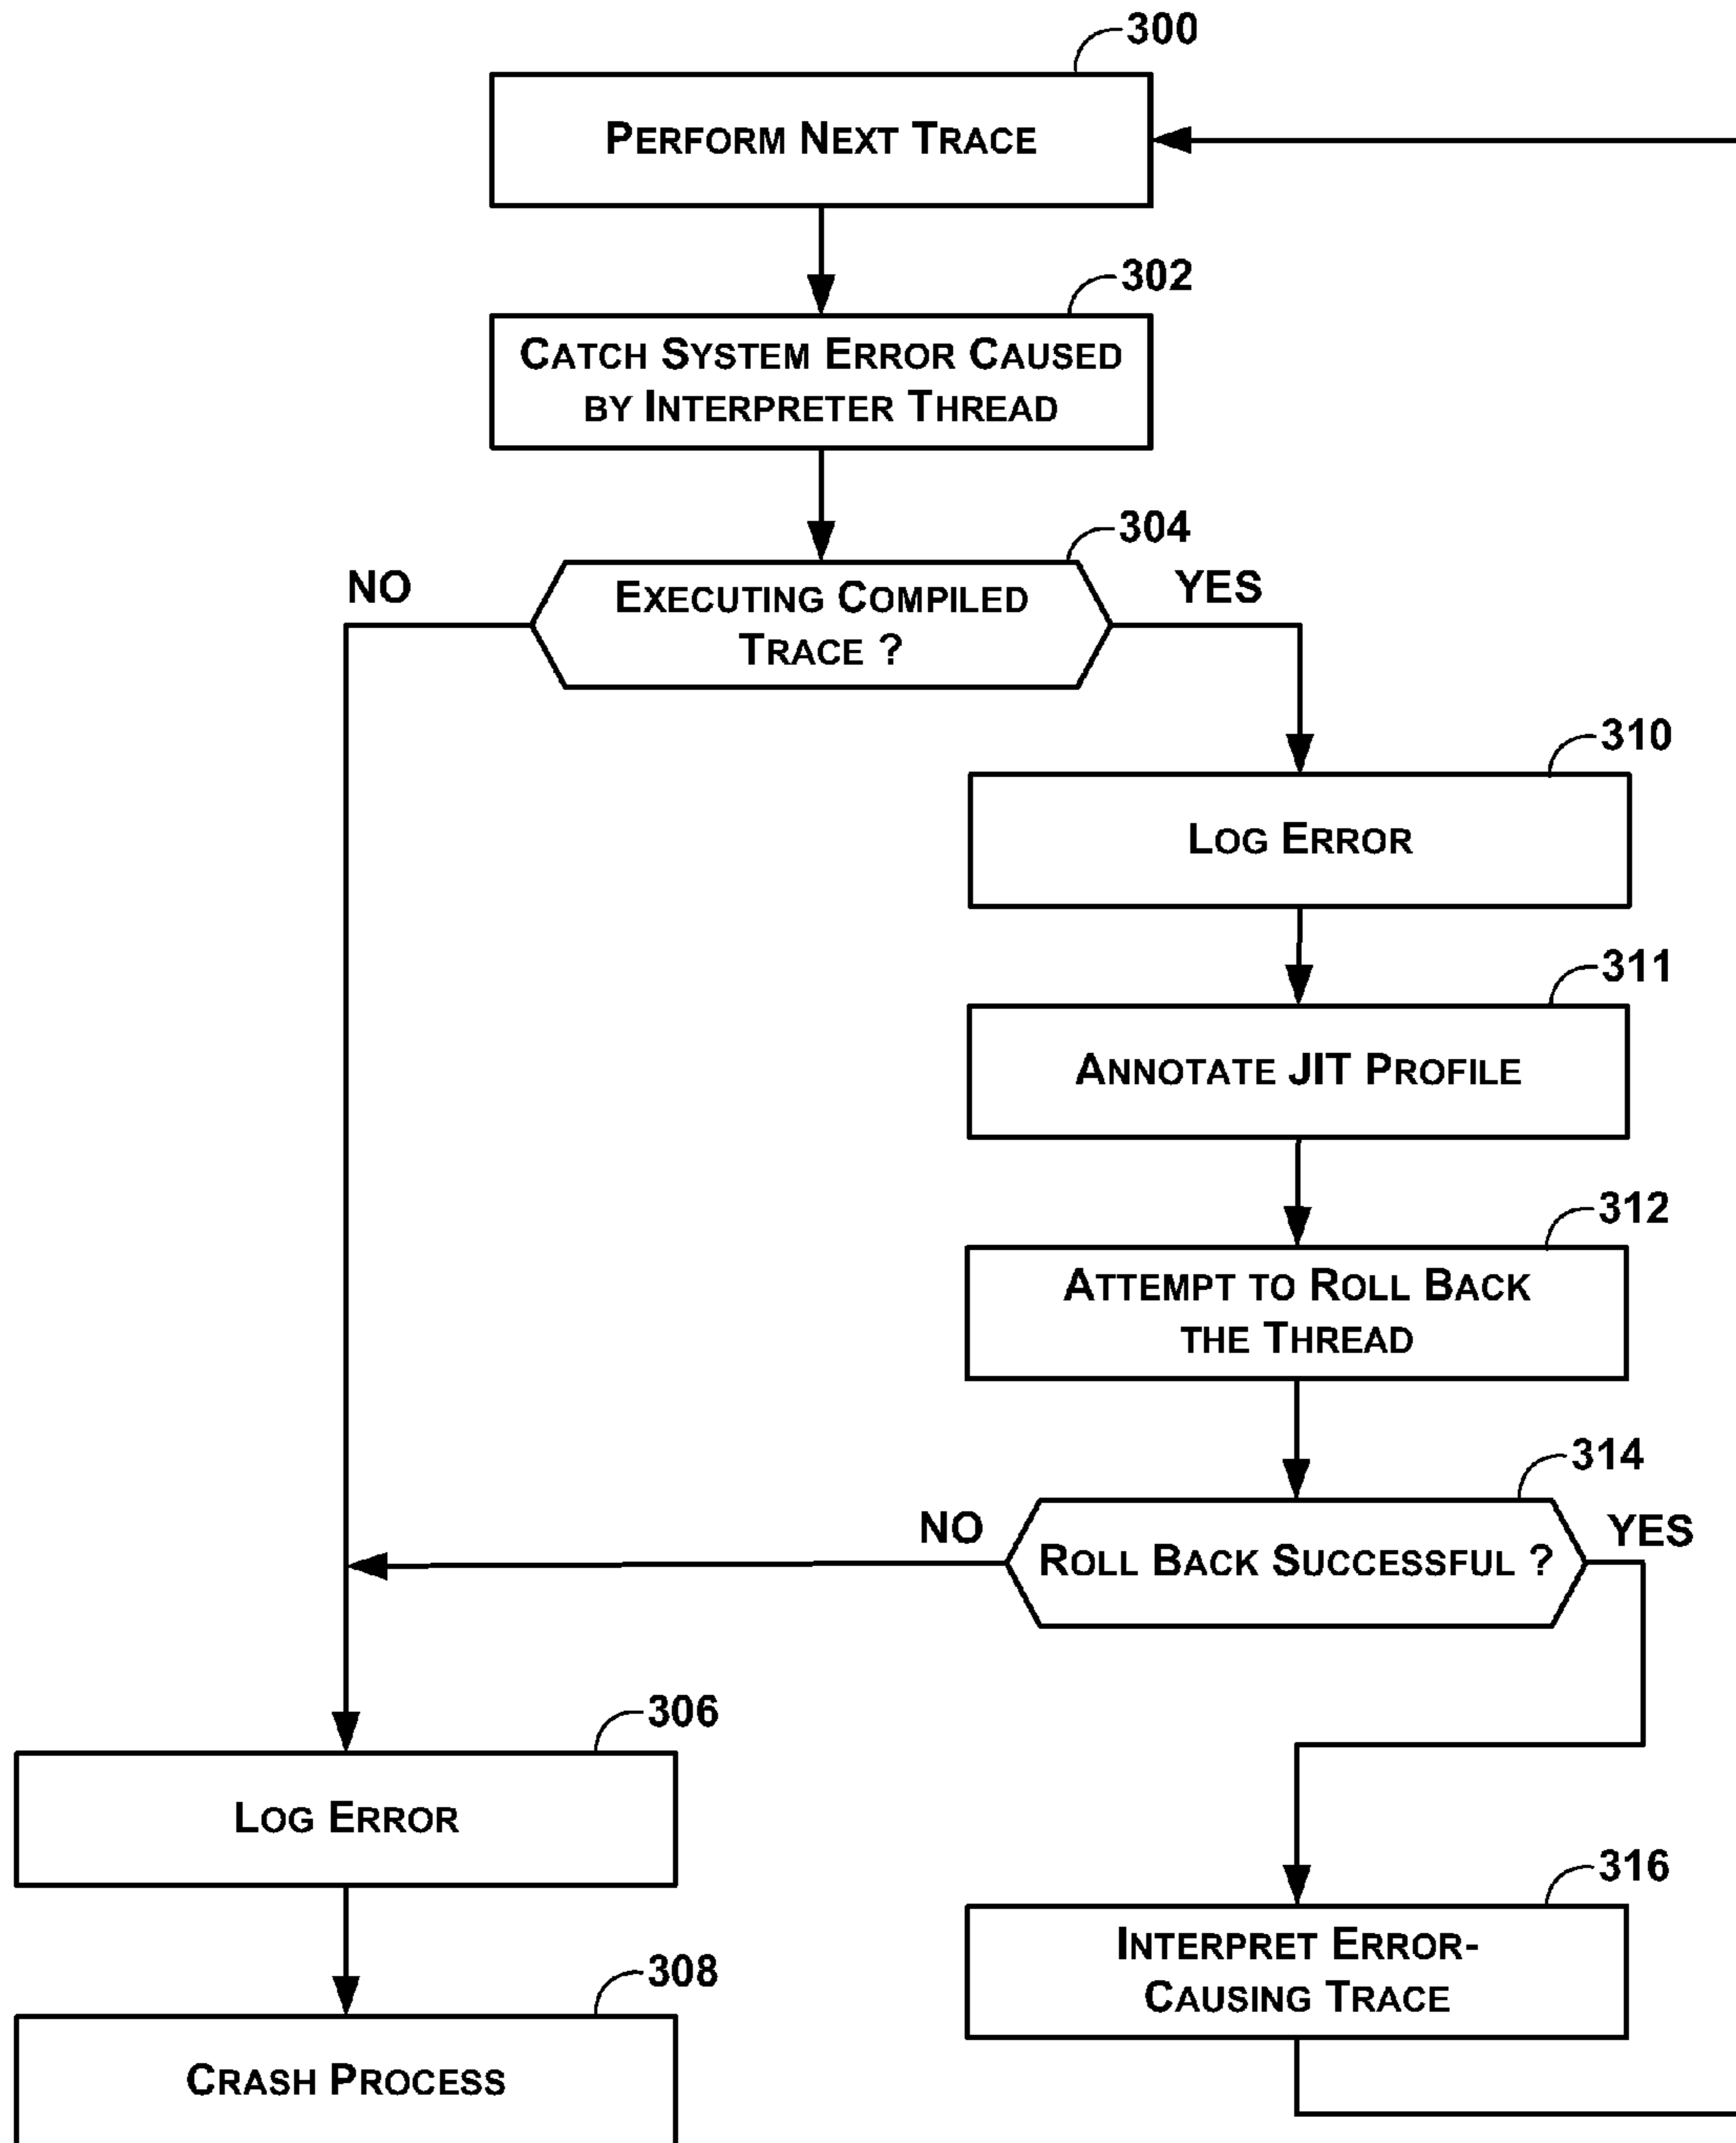 300
PERFORM NEXT TRACE
302
CATCH SYSTEM ERROR CAUSED
BY INTERPRETER THREAD
304
NO
YES
EXECUTING COMPILED
TRACE ?
310
LOG ERROR
311
ANNOTATE JIT PROFILE
312
ATTEMPT TO ROLL BACK
THE THREAD
314
NO
YES
ROLL BACK SUCCESSFUL ?
306
LOG ERROR
316
INTERPRET ERROR-
CAUSING TRACE
308
CRASH PROCESS